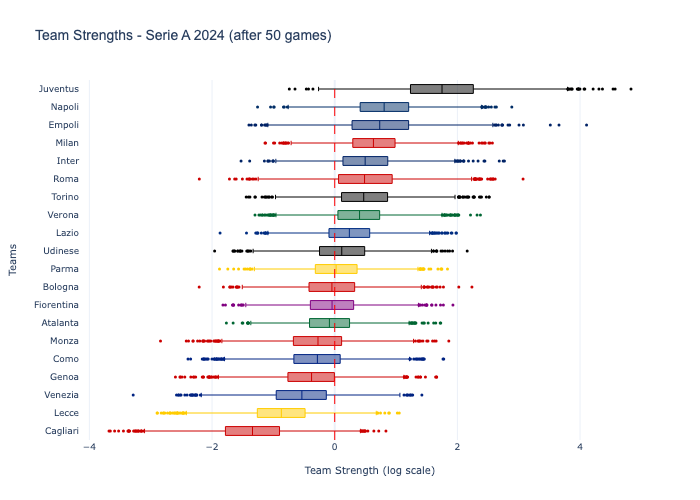 Team Strengths - Serie A 2024 (after 50 games)
Juventus
Napoli
Empoli
Milan
Inter
Roma
Torino
Verona
Lazio
Udinese
Parma
Bologna
Fiorentina
Atalanta
Monza
Como
Genoa
Venezia
Lecce
Cagliari
Teams
−4 −2 0 2 4
Team Strength (log scale)